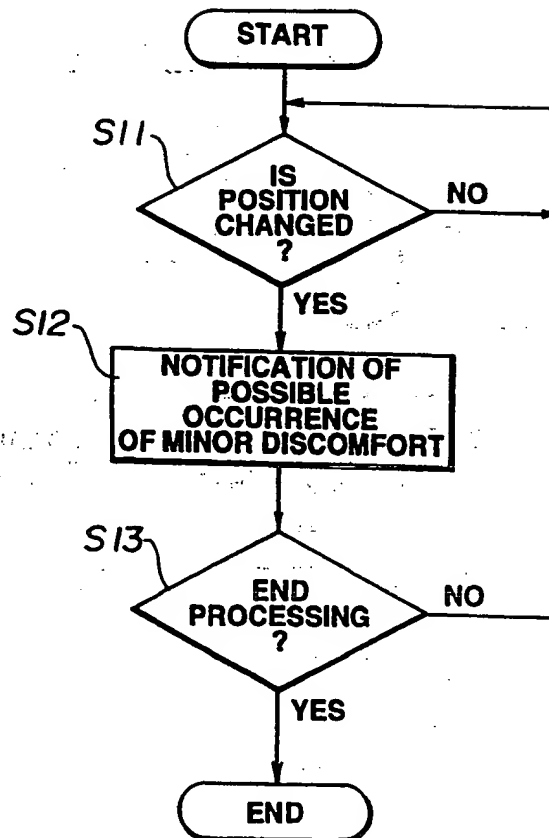 START
S11
IS
POSITION
CHANGED
?
NO
YES
S12
NOTIFICATION OF
POSSIBLE
OCCURRENCE
OF MINOR DISCOMFORT
S13
END
PROCESSING
?
NO
YES
END